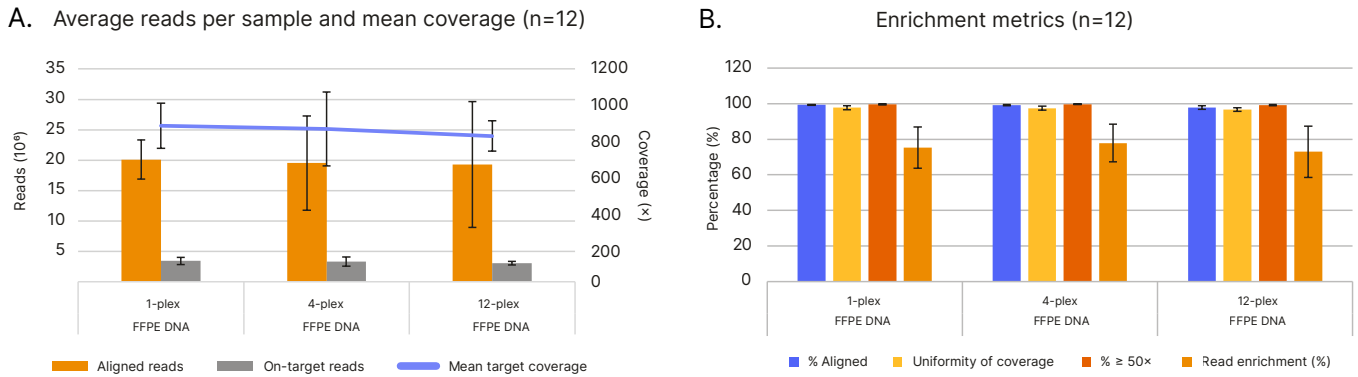 A. Average reads per sample and mean coverage (n=12)
35
30
25
20
15
10
5
Reads (10⁶)
1200
1000
800
600
400
200
0
Coverage (×)
1-plex
4-plex
12-plex
FFPE DNA
FFPE DNA
FFPE DNA
Aligned reads
On-target reads
Mean target coverage
B. Enrichment metrics (n=12)
120
100
80
60
40
20
0
Percentage (%)
1-plex
4-plex
12-plex
FFPE DNA
FFPE DNA
FFPE DNA
% Aligned
Uniformity of coverage
% ≥ 50×
Read enrichment (%)